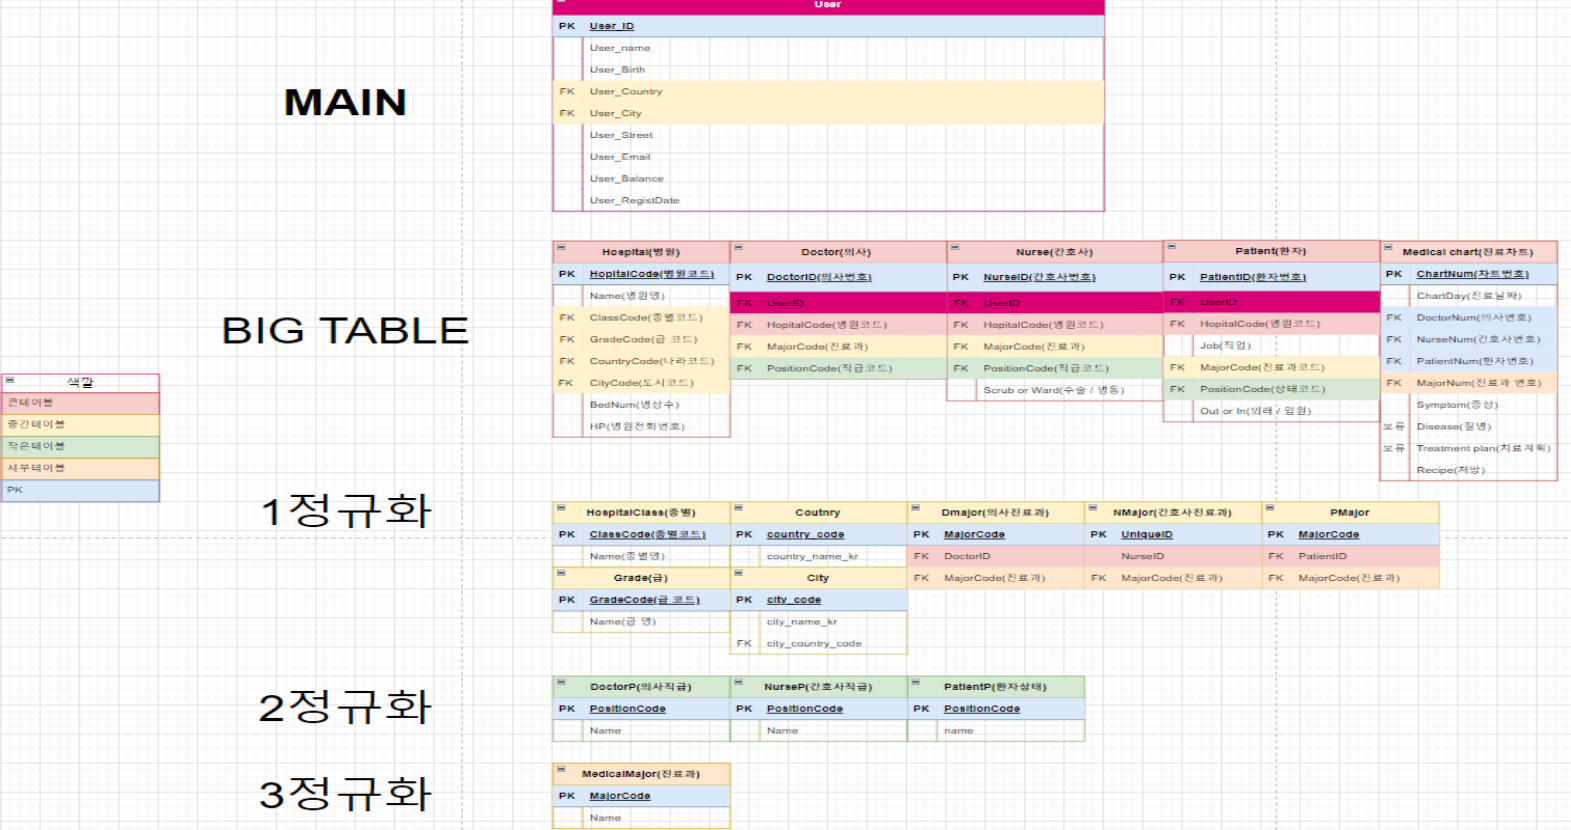 User
PK User_ID
User_name
User_Birth
FK User_Country
FK User_City
User_Street
User_Email
User_Balance
User_RegistDate
MAIN
BIG TABLE
Hospital(병원)
PK HopitalCode(병원코드)
Name(병원명)
FK ClassCode(종별코드)
FK GradeCode(급 코드)
FK CountryCode(나라코드)
FK CityCode(도시코드)
BedNum(병상수)
HP(병원전화번호)
Doctor(의사)
PK DoctorID(의사번호)
FK UserID
FK HopitalCode(병원코드)
FK MajorCode(진료과)
FK PositionCode(직급코드)
Nurse(간호사)
PK NurseID(간호사번호)
FK UserID
FK HopitalCode(병원코드)
FK MajorCode(진료과)
FK PositionCode(직급코드)
Scrub or Ward(수술 / 병동)
Patient(환자)
PK PatientID(환자번호)
FK UserID
FK HopitalCode(병원코드)
Job(직업)
FK MajorCode(진료과코드)
FK PositionCode(상태코드)
Out or In(외래 / 입원)
Medical chart(진료차트)
PK ChartNum(차트번호)
ChartDay(진료날짜)
FK DoctorNum(의사번호)
FK NurseNum(간호사번호)
FK PatientNum(환자번호)
FK MajorNum(진료과 번호)
Symptom(증상)
보류 Disease(질병)
보류 Treatment plan(치료계획)
Recipe(처방)
색깔
큰테이블
중간테이블
작은테이블
세부테이블
PK
1정규화
HospitalClass(종별)
PK ClassCode(종별코드)
Name(종별명)
Grade(급)
PK GradeCode(급 코드)
Name(급 명)
Coutnry
PK country_code
country_name_kr
City
PK city_code
city_name_kr
FK city_country_code
Dmajor(의사진료과)
PK MajorCode
FK DoctorID
FK MajorCode(진료과)
NMajor(간호사진료과)
PK UniqueID
NurseID
FK MajorCode(진료과)
PMajor
PK MajorCode
FK PatientID
FK MajorCode(진료과)
2정규화
DoctorP(의사직급)
PK PositionCode
Name
NurseP(간호사직급)
PK PositionCode
Name
PatientP(환자상태)
PK PositionCode
name
3정규화
MedicalMajor(진료과)
PK MajorCode
Name